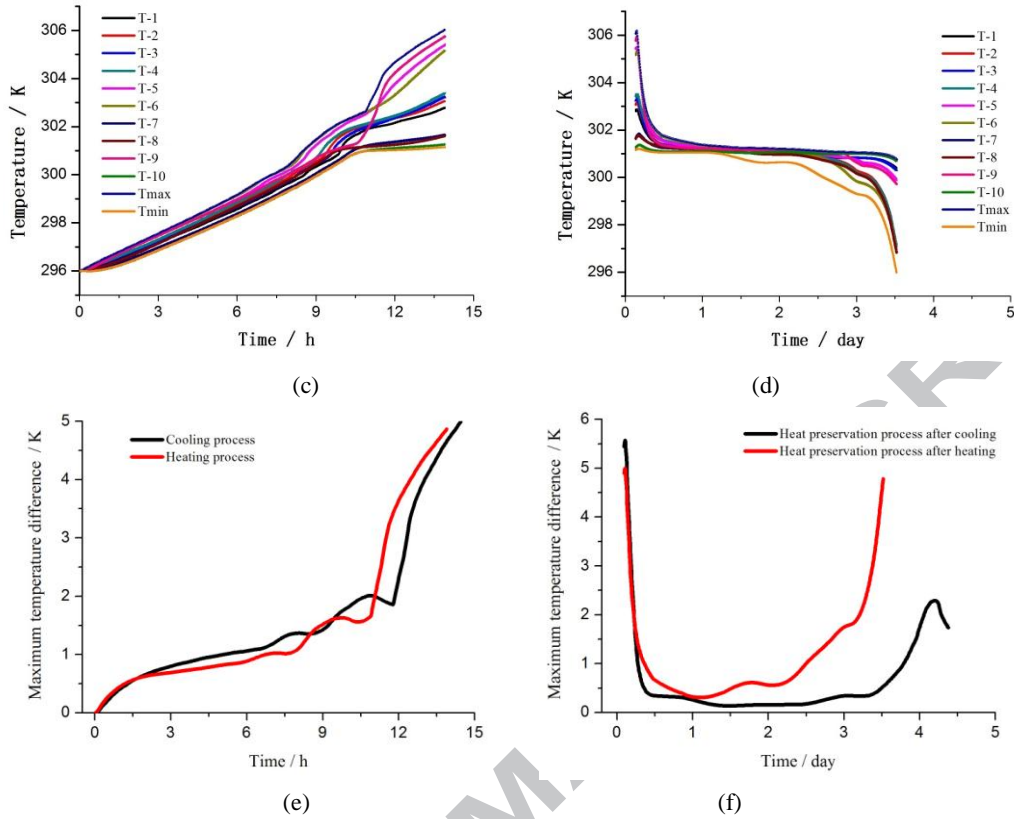 306
304
302
300
298
296
Temperature / K
T-1
T-2
T-3
T-4
T-5
T-6
T-7
T-8
T-9
T-10
Tmax
Tmin
0 3 6 9 12 15
Time / h
(c)
306
304
302
300
298
296
Temperature / K
T-1
T-2
T-3
T-4
T-5
T-6
T-7
T-8
T-9
T-10
Tmax
Tmin
0 1 2 3 4 5
Time / day
(d)
5
4
3
2
1
0
Maximum temperature difference / K
Cooling process
Heating process
0 3 6 9 12 15
Time / h
(e)
6
5
4
3
2
1
0
Maximum temperature difference / K
Heat preservation process after cooling
Heat preservation process after heating
0 1 2 3 4 5
Time / day
(f)